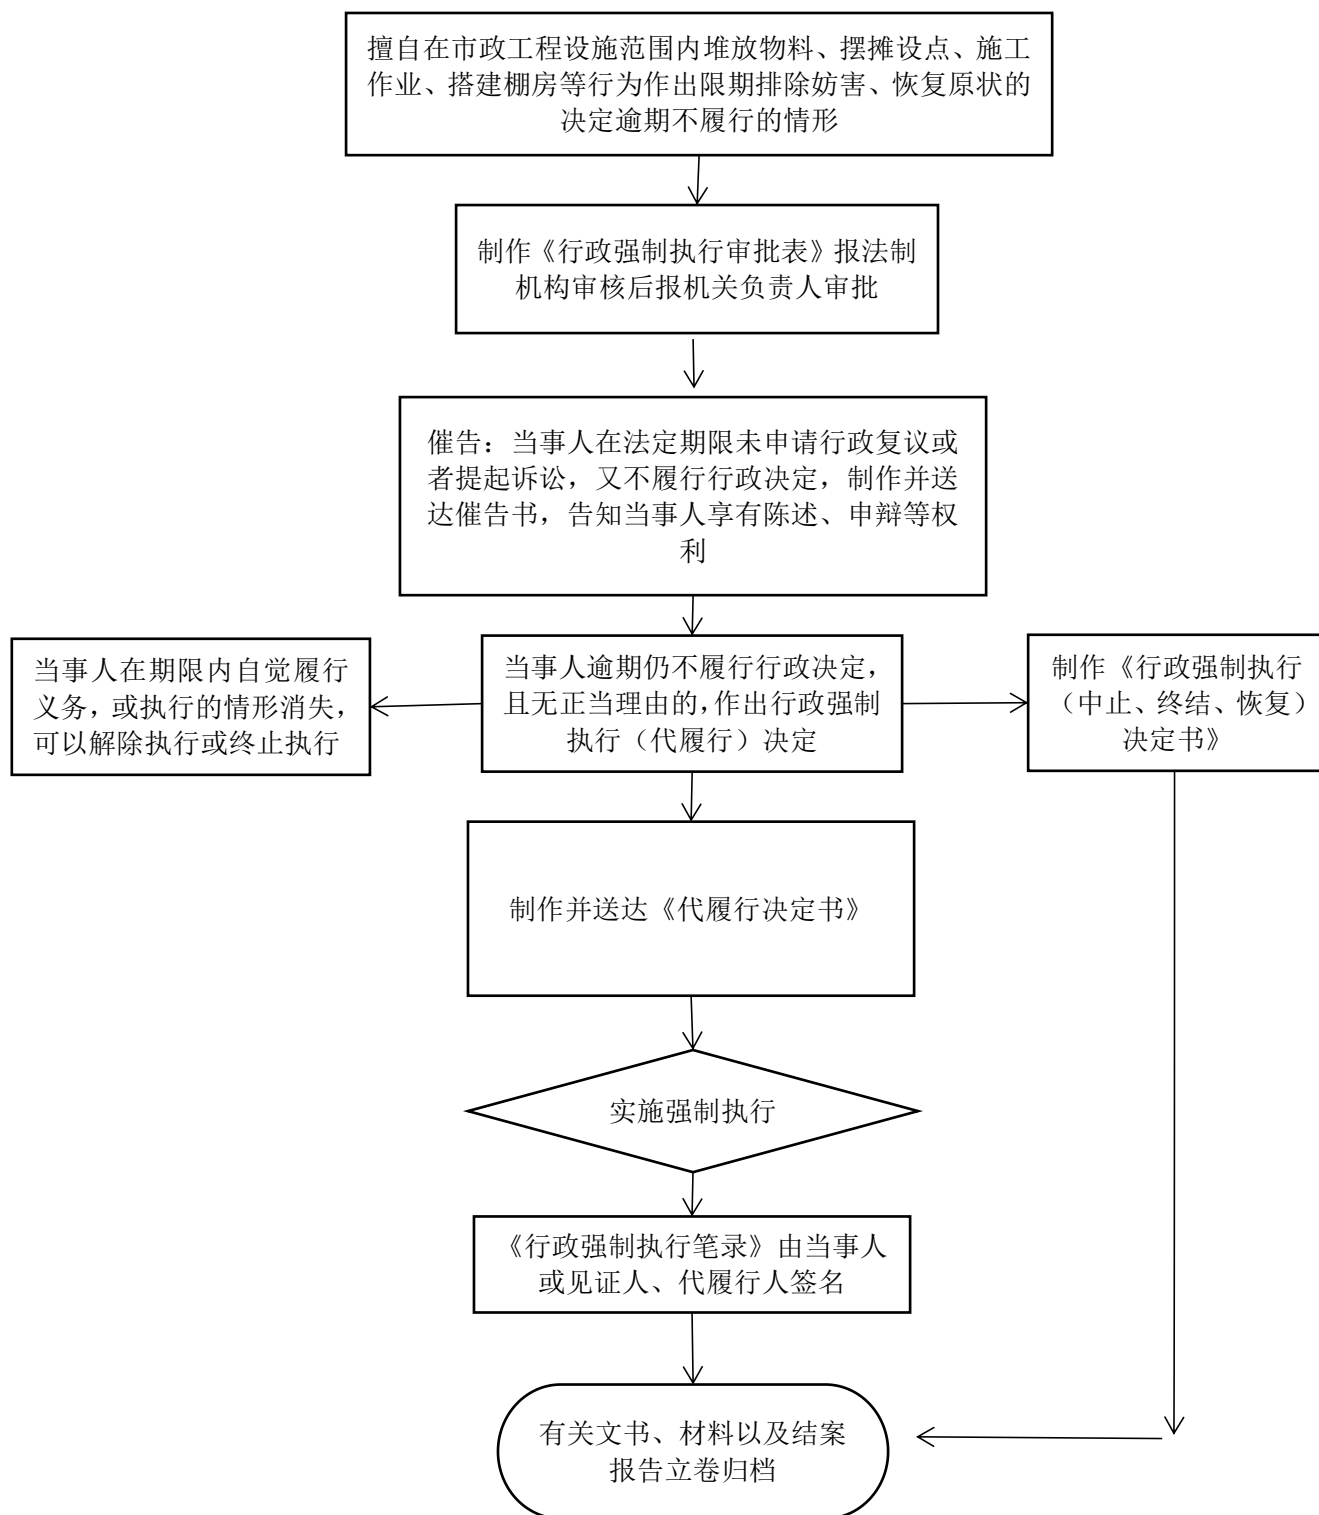 擅自在市政工程设施范围内堆放物料、摆摊设点、施工
作业、搭建棚房等行为作出限期排除妨害、恢复原状的
决定逾期不履行的情形
制作《行政强制执行审批表》报法制
机构审核后报机关负责人审批
催告：当事人在法定期限未申请行政复议或
者提起诉讼，又不履行行政决定，制作并送
达催告书，告知当事人享有陈述、申辩等权
利
当事人在期限内自觉履行
义务，或执行的情形消失，
可以解除执行或终止执行
当事人逾期仍不履行行政决定，
且无正当理由的，作出行政强制
执行（代履行）决定
制作《行政强制执行
（中止、终结、恢复）
决定书》
制作并送达《代履行决定书》
实施强制执行
《行政强制执行笔录》由当事人
或见证人、代履行人签名
有关文书、材料以及结案
报告立卷归档